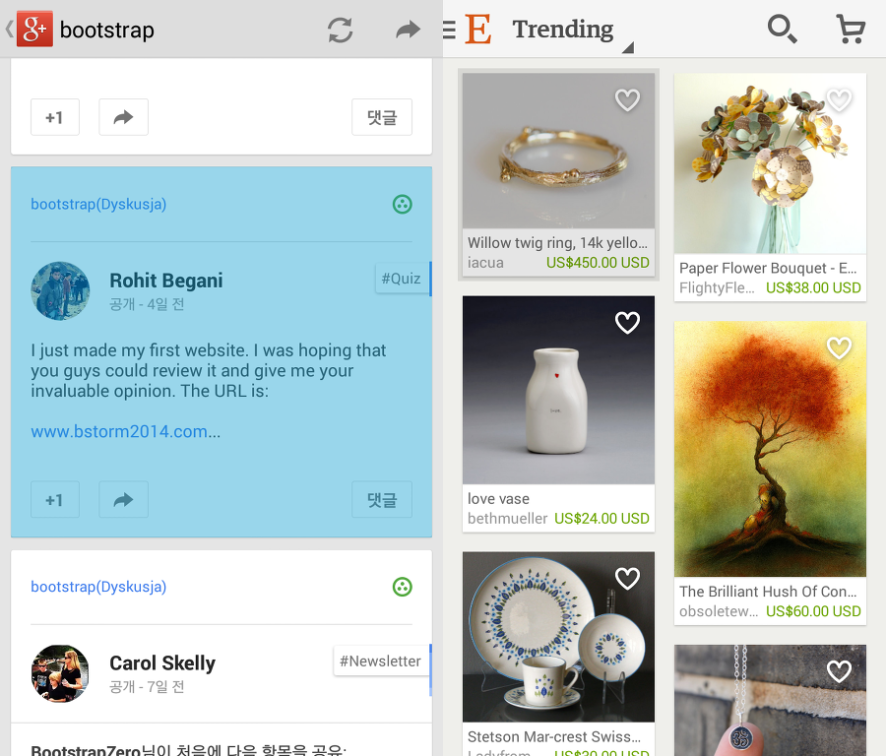 g+ bootstrap
+1
댓글
bootstrap(Dyskusja)
Rohit Begani
#Quiz
공개 - 4일 전
I just made my first website. I was hoping that
you guys could review it and give me your
invaluable opinion. The URL is:
www.bstorm2014.com...
+1
댓글
bootstrap(Dyskusja)
Carol Skelly
#Newsletter
공개 - 7일 전
BootstrapZero님이 처음에 다음 항목을 공유:
E Trending
Willow twig ring, 14k yello...
iacua US$450.00 USD
Paper Flower Bouquet - E...
FlightyFle... US$38.00 USD
love vase
bethmueller US$24.00 USD
The Brilliant Hush Of Con...
obsoletew... US$60.00 USD
Stetson Mar-crest Swiss...